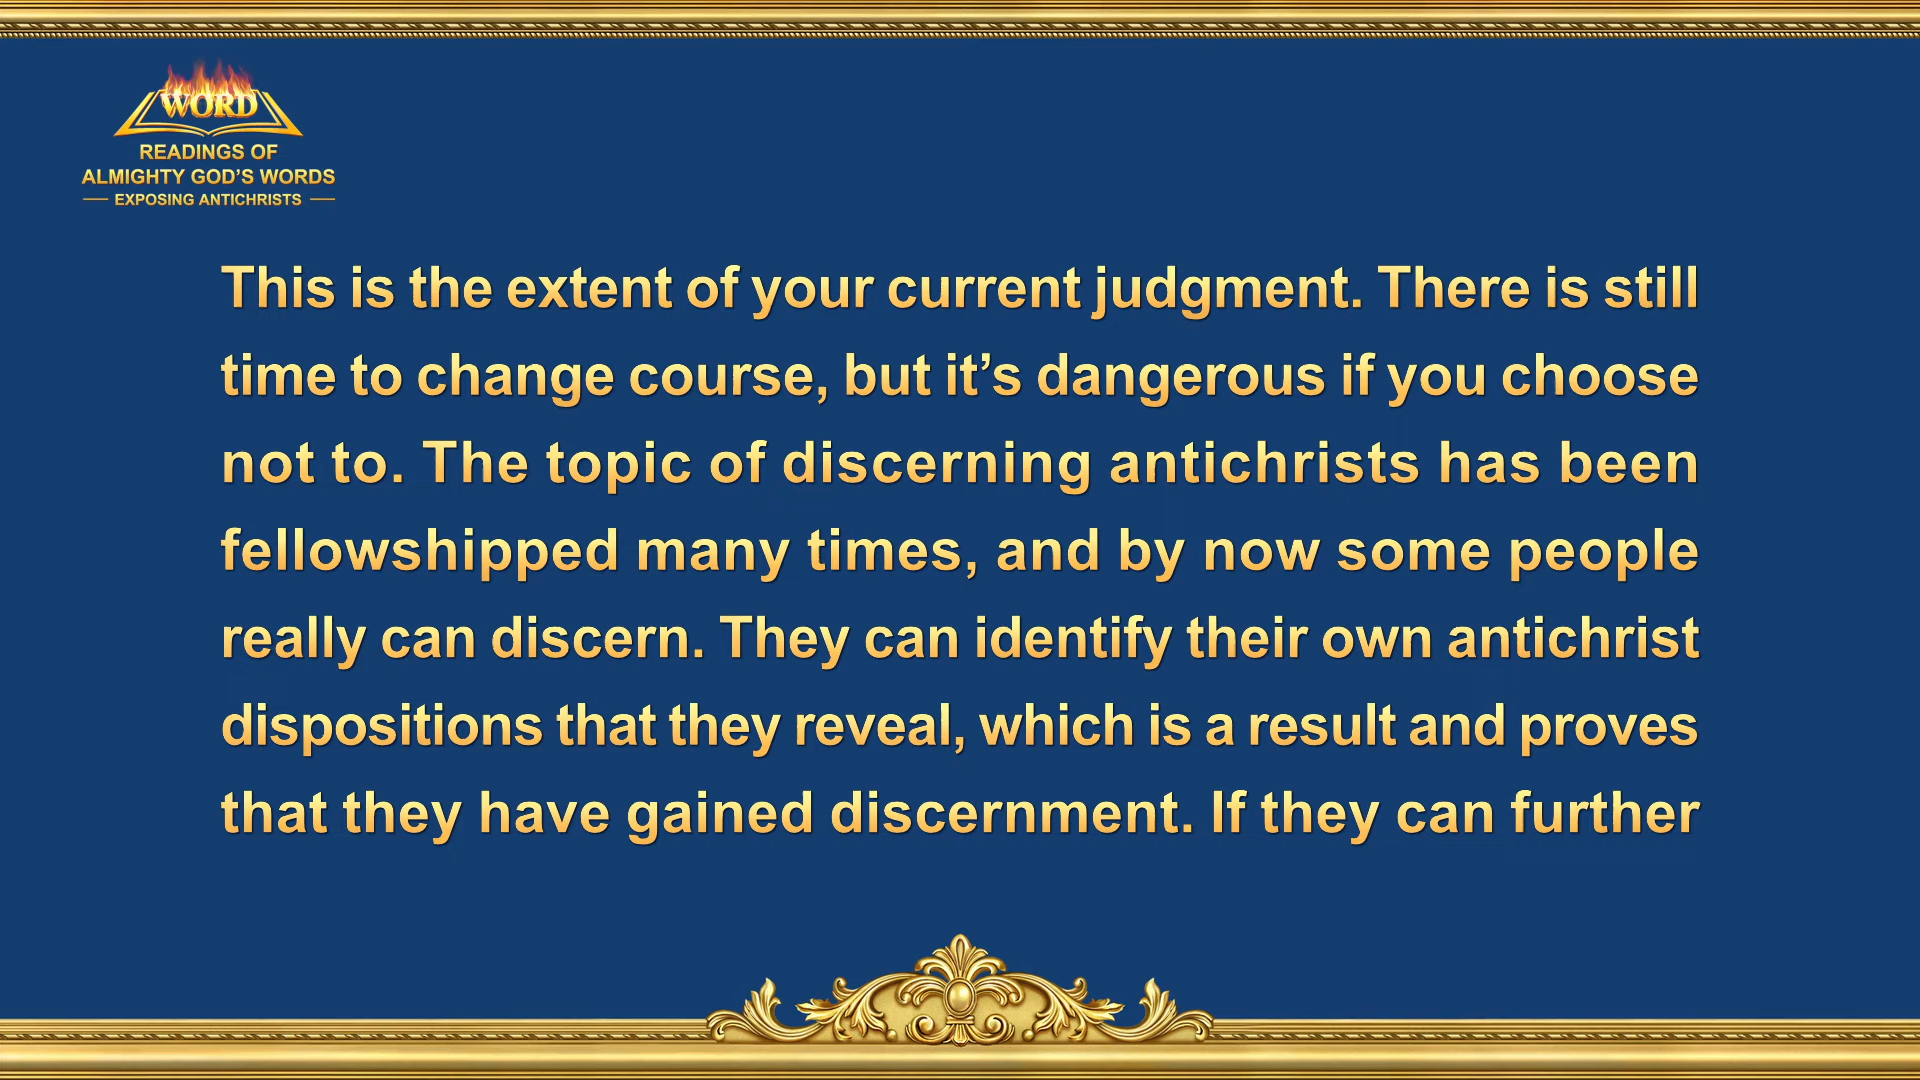 WORD
READINGS OF
ALMIGHTY GOD’S WORDS
EXPOSING ANTICHRISTS
This is the extent of your current judgment. There is still
time to change course, but it’s dangerous if you choose
not to. The topic of discerning antichrists has been
fellowshipped many times, and by now some people
really can discern. They can identify their own antichrist
dispositions that they reveal, which is a result and proves
that they have gained discernment. If they can further